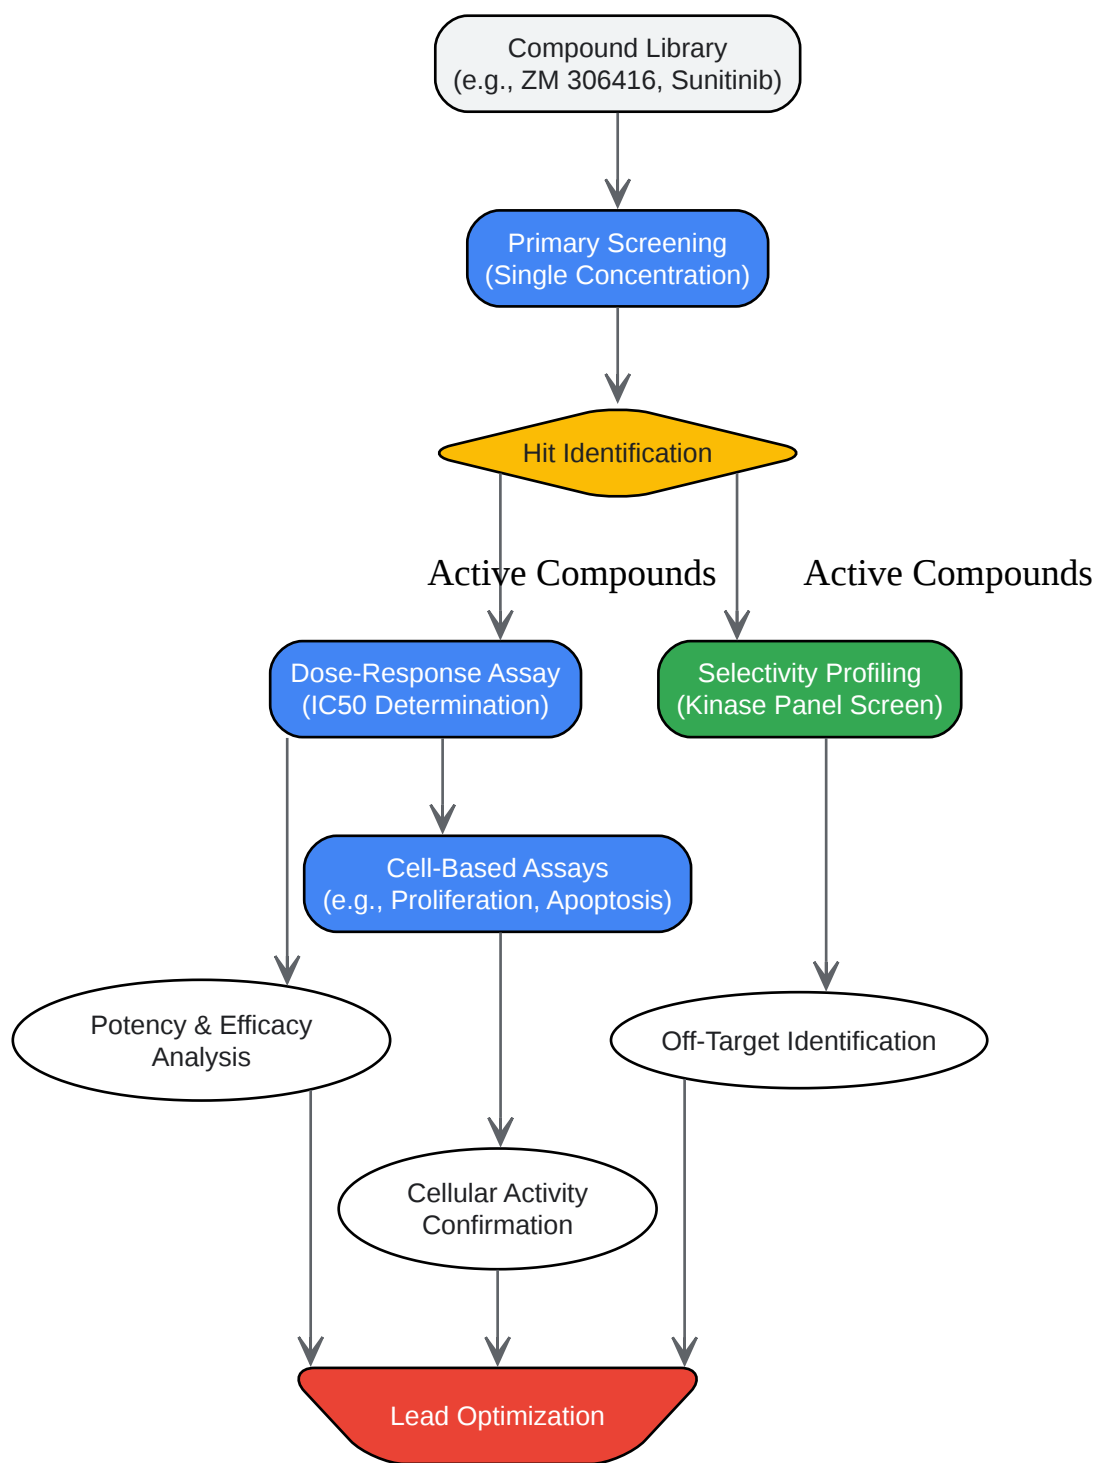 Compound Library
(e.g., ZM 306416, Sunitinib)
Primary Screening
(Single Concentration)
Hit Identification
Active Compounds
Active Compounds
Dose-Response Assay
(IC50 Determination)
Selectivity Profiling
(Kinase Panel Screen)
Cell-Based Assays
(e.g., Proliferation, Apoptosis)
Potency & Efficacy
Analysis
Off-Target Identification
Cellular Activity
Confirmation
Lead Optimization